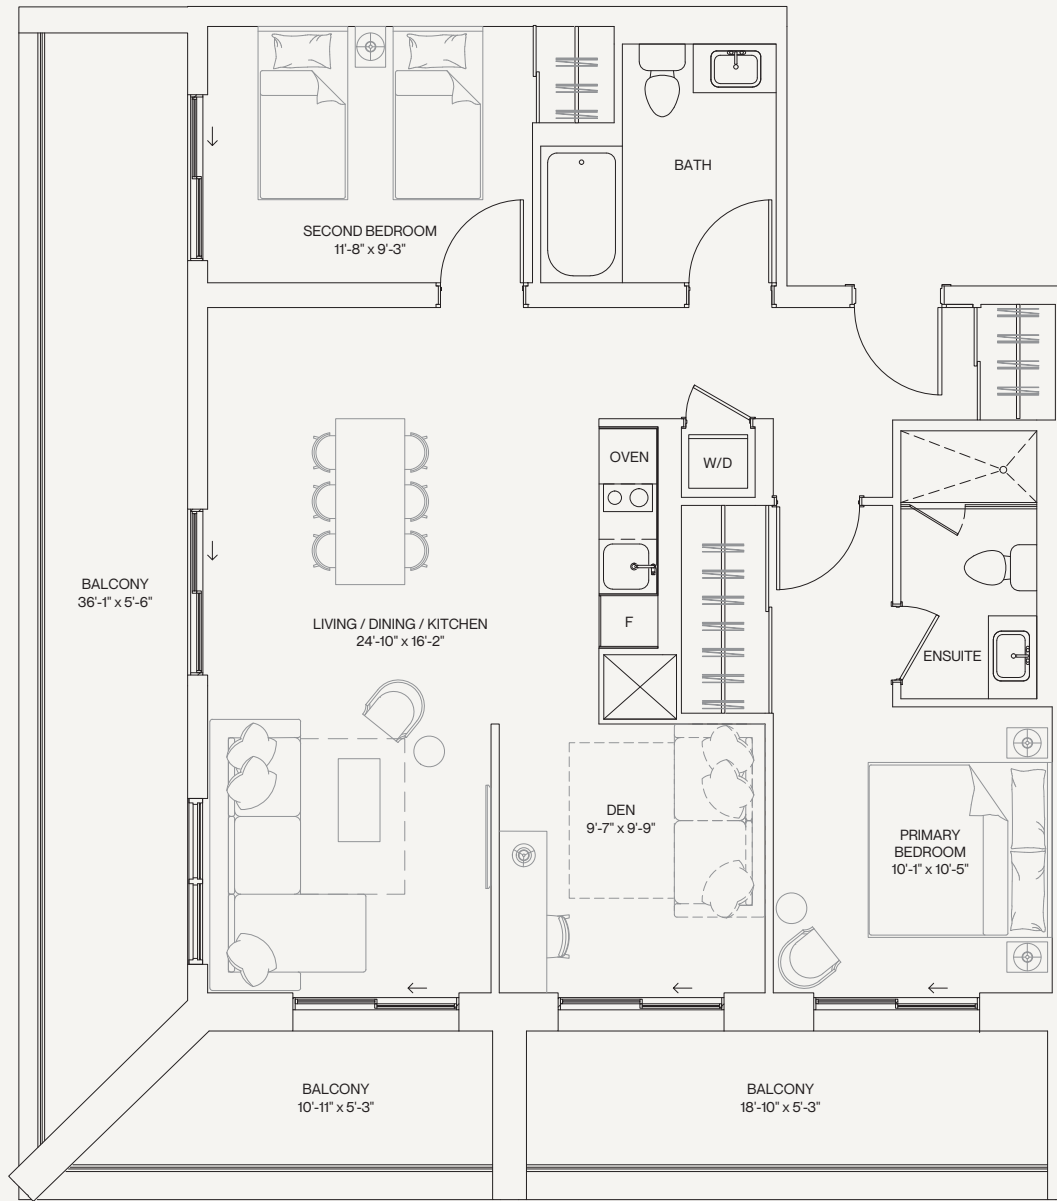 BATH
SECOND BEDROOM
11'-8" x 9'-3"
OVEN
W/D
BALCONY
36'-1" x 5'-6"
LIVING / DINING / KITCHEN
24'-10" x 16'-2"
F
ENSUITE
DEN
9'-7" x 9'-9"
PRIMARY
BEDROOM
10'-1" x 10'-5"
BALCONY
10'-11" x 5'-3"
BALCONY
18'-10" x 5'-3"